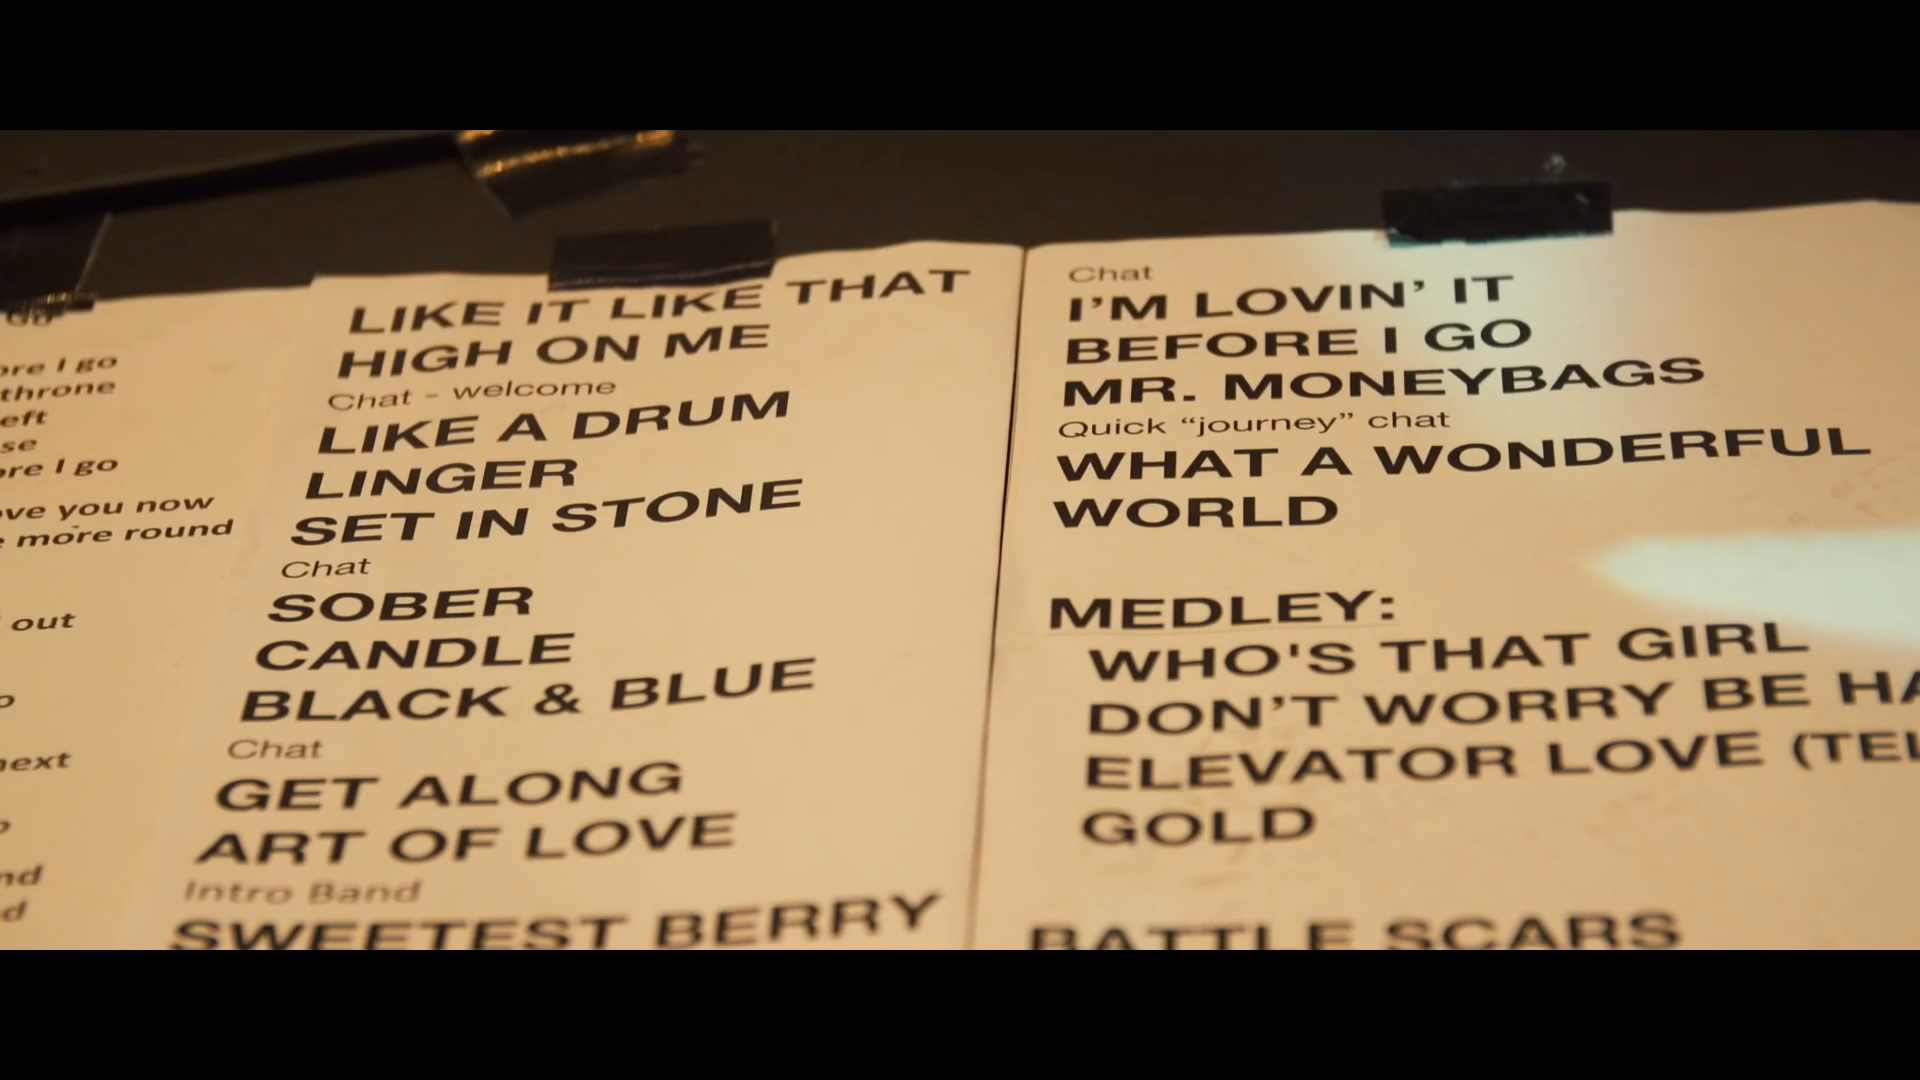 Go
ore I go
throne
eft
se
ore I go
ove you now
e more round
out
o
next
o
nd
d
LIKE IT LIKE THAT
HIGH ON ME
Chat - welcome
LIKE A DRUM
LINGER
SET IN STONE
Chat
SOBER
CANDLE
BLACK & BLUE
Chat
GET ALONG
ART OF LOVE
Intro Band
SWEETEST BERRY
Chat
I'M LOVIN' IT
BEFORE I GO
MR. MONEYBAGS
Quick “journey” chat
WHAT A WONDERFUL
WORLD
MEDLEY:
WHO'S THAT GIRL
DON'T WORRY BE HA
ELEVATOR LOVE (TEL
GOLD
BATTLE SCARS